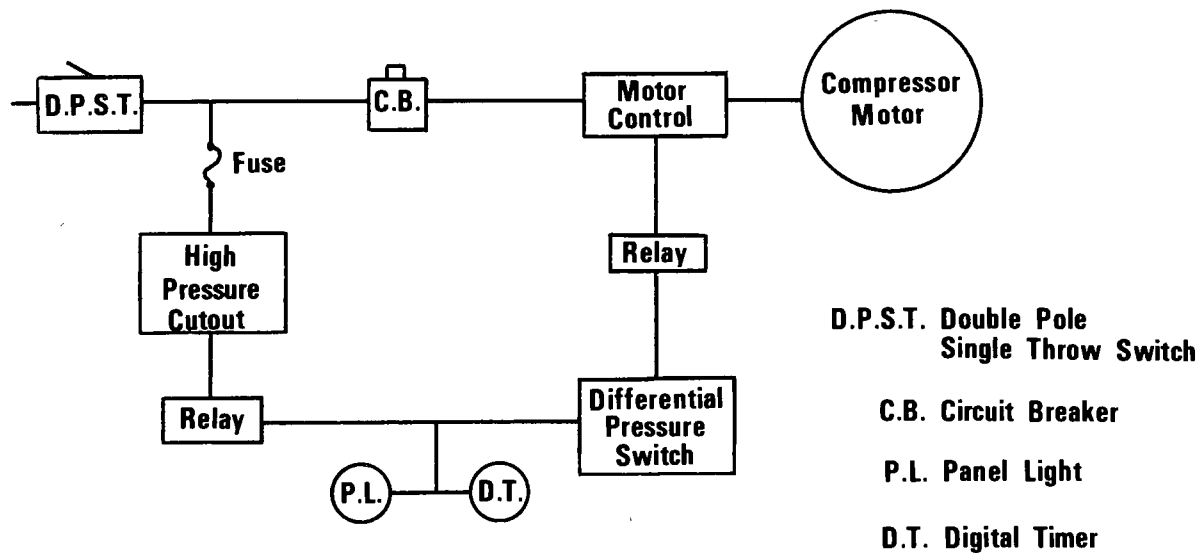 D.P.S.T.
C.B.
Motor
Control
Compressor
Motor
Fuse
High
Pressure
Cutout
Relay
Relay
Differential
Pressure
Switch
P.L.
D.T.
D.P.S.T. Double Pole
Single Throw Switch
C.B. Circuit Breaker
P.L. Panel Light
D.T. Digital Timer